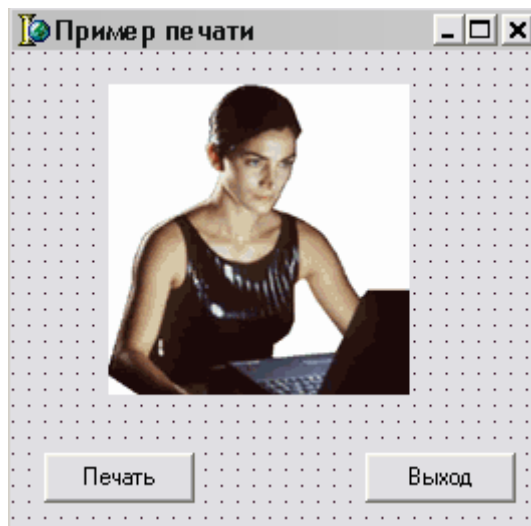 Пример печати
Печать
Выход